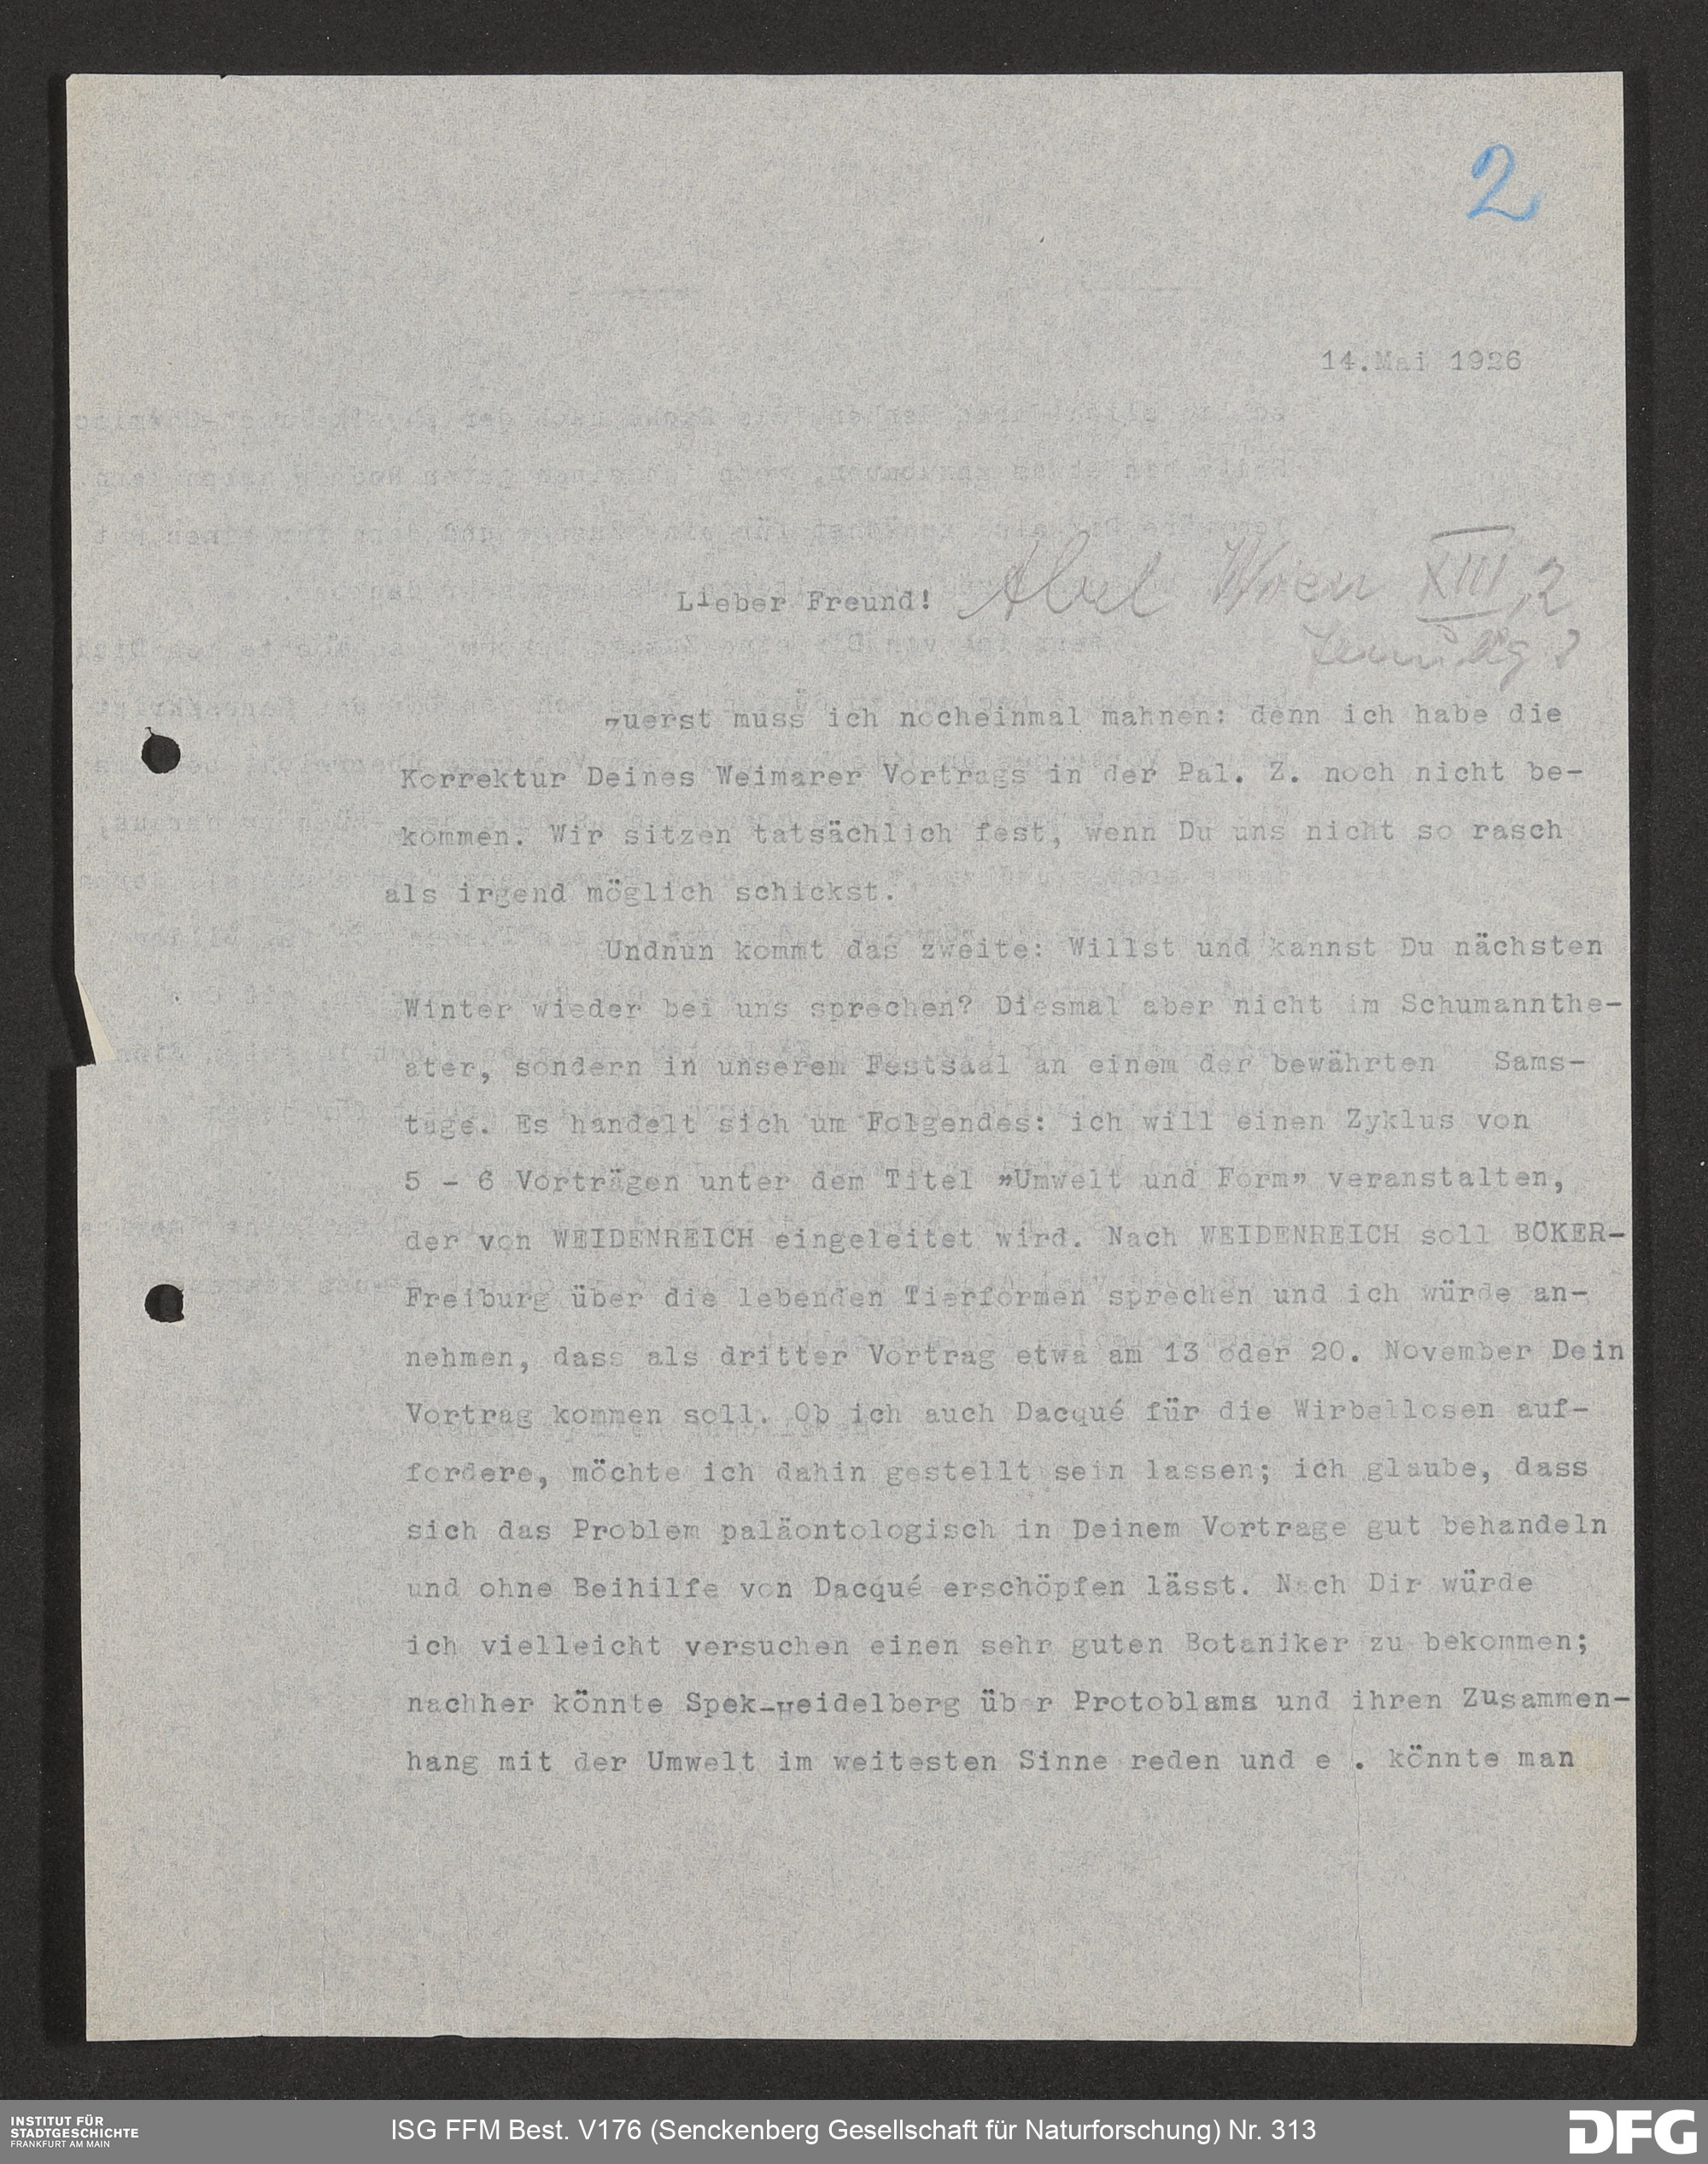 2
14.Mai 1926
Lieber Freund! Abel Wien XIII,2
Zuerst muss ich nocheinmal mahnen: denn ich habe die
Korrektur Deines Weimarer Vortrags in der Pal. Z. noch nicht be-
kommen. Wir sitzen tatsächlich fest, wenn Du uns nicht so rasch
als irgend möglich schickst.
Undnun kommt das zweite: Willst und kannst Du nächsten
Winter wieder bei uns sprechen? Diesmal aber nicht im Schumannthe-
ater, sondern in unserem Festsaal an einem der bewährten Sams-
tage. Es handelt sich um Folgendes: ich will einen Zyklus von
5 - 6 Vorträgen unter dem Titel "Umwelt und Form" veranstalten,
der von WEIDENREICH eingeleitet wird. Nach WEIDENREICH soll BÖKER-
Freiburg über die lebenden Tierformen sprechen und ich würde an-
nehmen, dass als dritter Vortrag etwa am 13 oder 20. November Dein
Vortrag kommen soll. Ob ich auch Dacqué für die Wirbellosen auf-
fordere, möchte ich dahin gestellt sein lassen; ich glaube, dass
sich das Problem paläontologisch in Deinem Vortrage gut behandeln
und ohne Beihilfe von Dacqué erschöpfen lässt. Nach Dir würde
ich vielleicht versuchen einen sehr guten Botaniker zu bekommen;
nachher könnte Spek-Heidelberg über Protoblams und ihren Zusammen-
hang mit der Umwelt im weitesten Sinne reden und e . könnte man
INSTITUT FÜR
STADTGESCHICHTE
FRANKFURT AM MAIN
ISG FFM Best. V176 (Senckenberg Gesellschaft für Naturforschung) Nr. 313
DFG